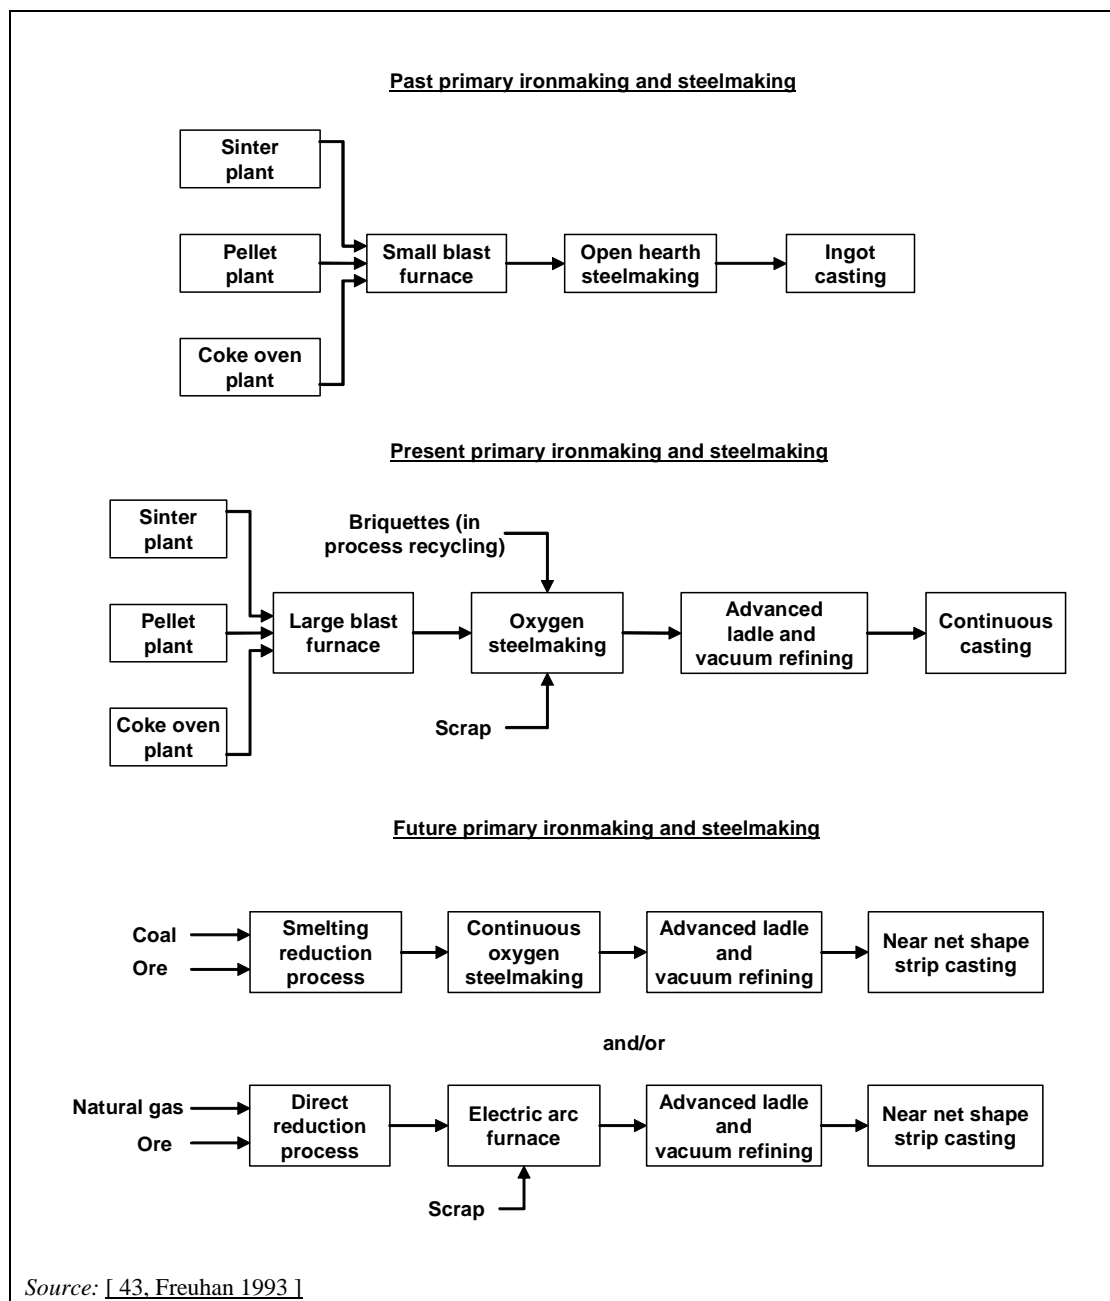 Past primary ironmaking and steelmaking
Sinter
plant
Pellet
plant
Coke oven
plant
Small blast
furnace
Open hearth
steelmaking
Ingot
casting
Present primary ironmaking and steelmaking
Sinter
plant
Pellet
plant
Coke oven
plant
Large blast
furnace
Briquettes (in
process recycling)
Oxygen
steelmaking
Scrap
Advanced
ladle and
vacuum refining
Continuous
casting
Future primary ironmaking and steelmaking
Coal
Ore
Smelting
reduction
process
Continuous
oxygen
steelmaking
Advanced ladle
and
vacuum refining
Near net shape
strip casting
and/or
Natural gas
Ore
Direct
reduction
process
Electric arc
furnace
Scrap
Advanced ladle
and
vacuum refining
Near net shape
strip casting
Source: [ 43, Freuhan 1993 ]